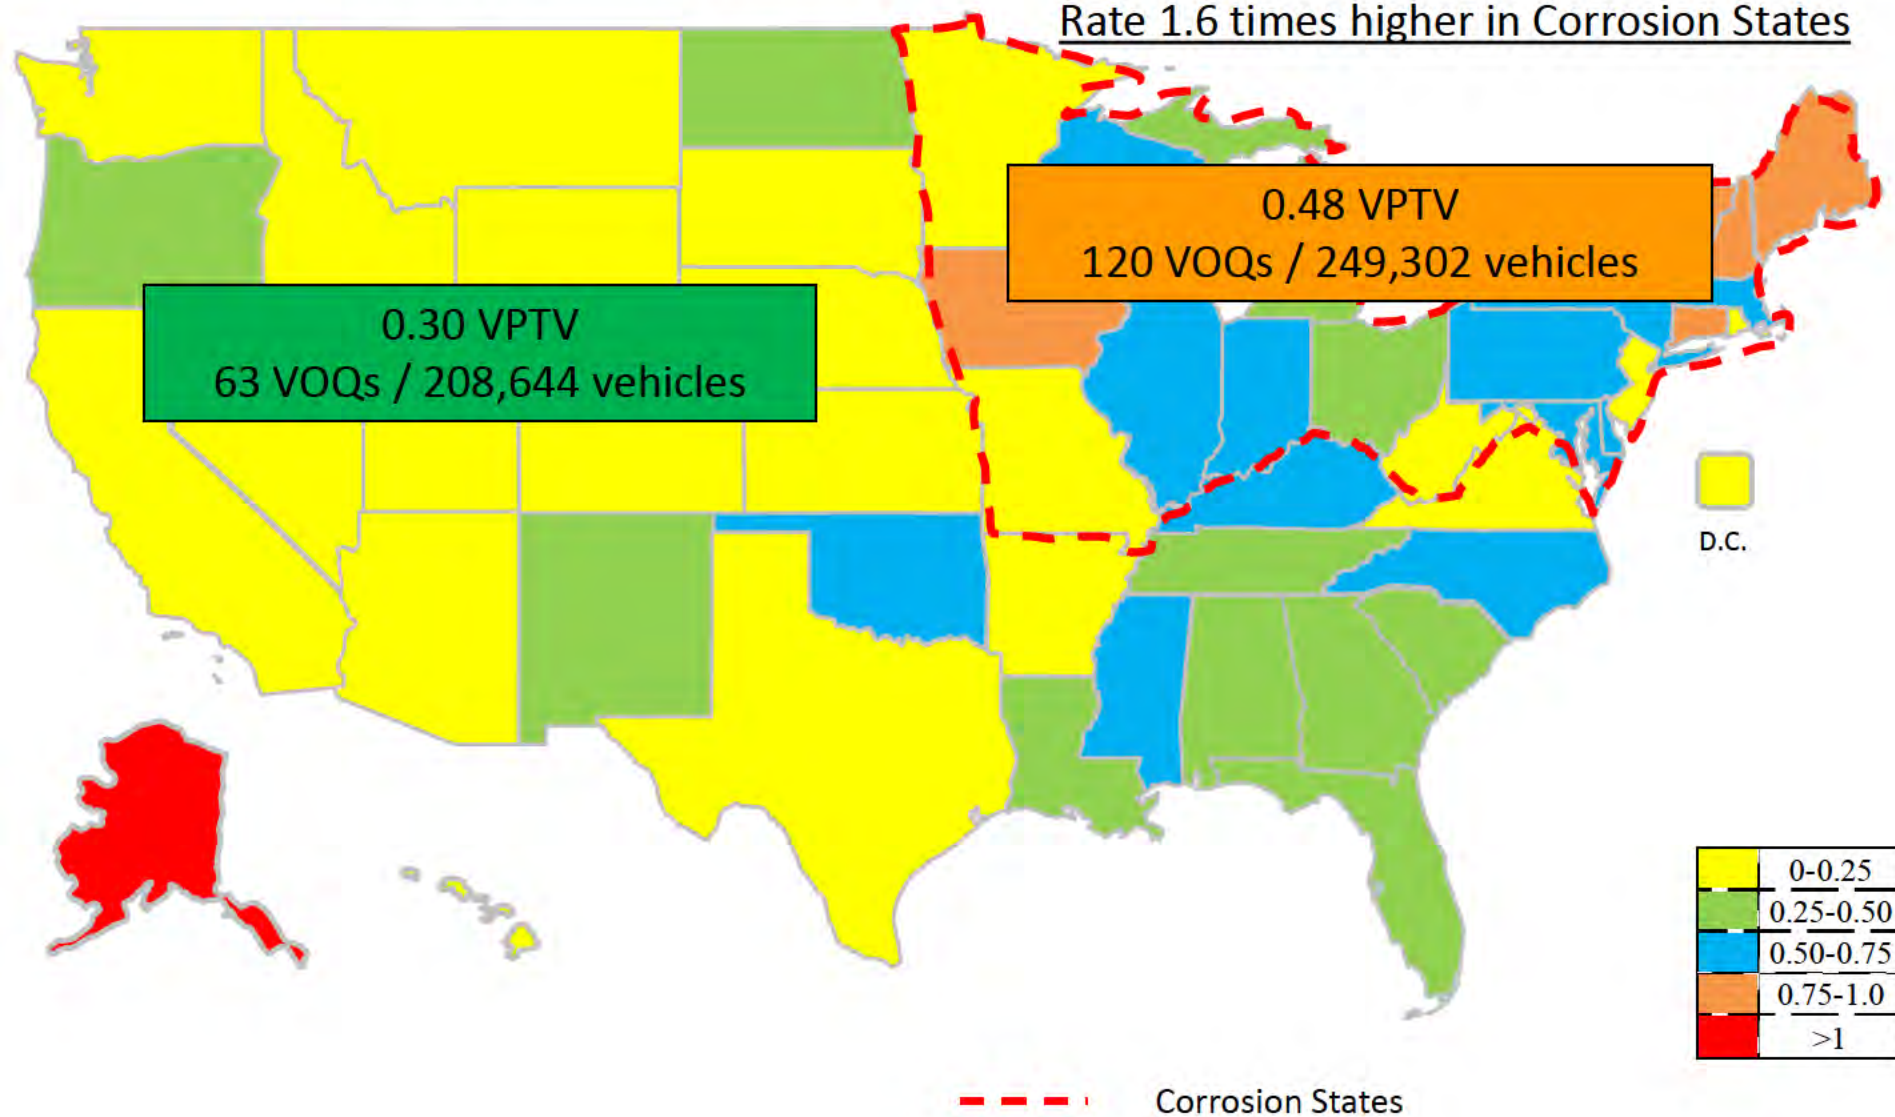 Rate 1.6 times higher in Corrosion States
0.48 VPTV
120 VOQs / 249,302 vehicles
0.30 VPTV
63 VOQs / 208,644 vehicles
D.C.
0-0.25
0.25-0.50
0.50-0.75
0.75-1.0
>1
Corrosion States